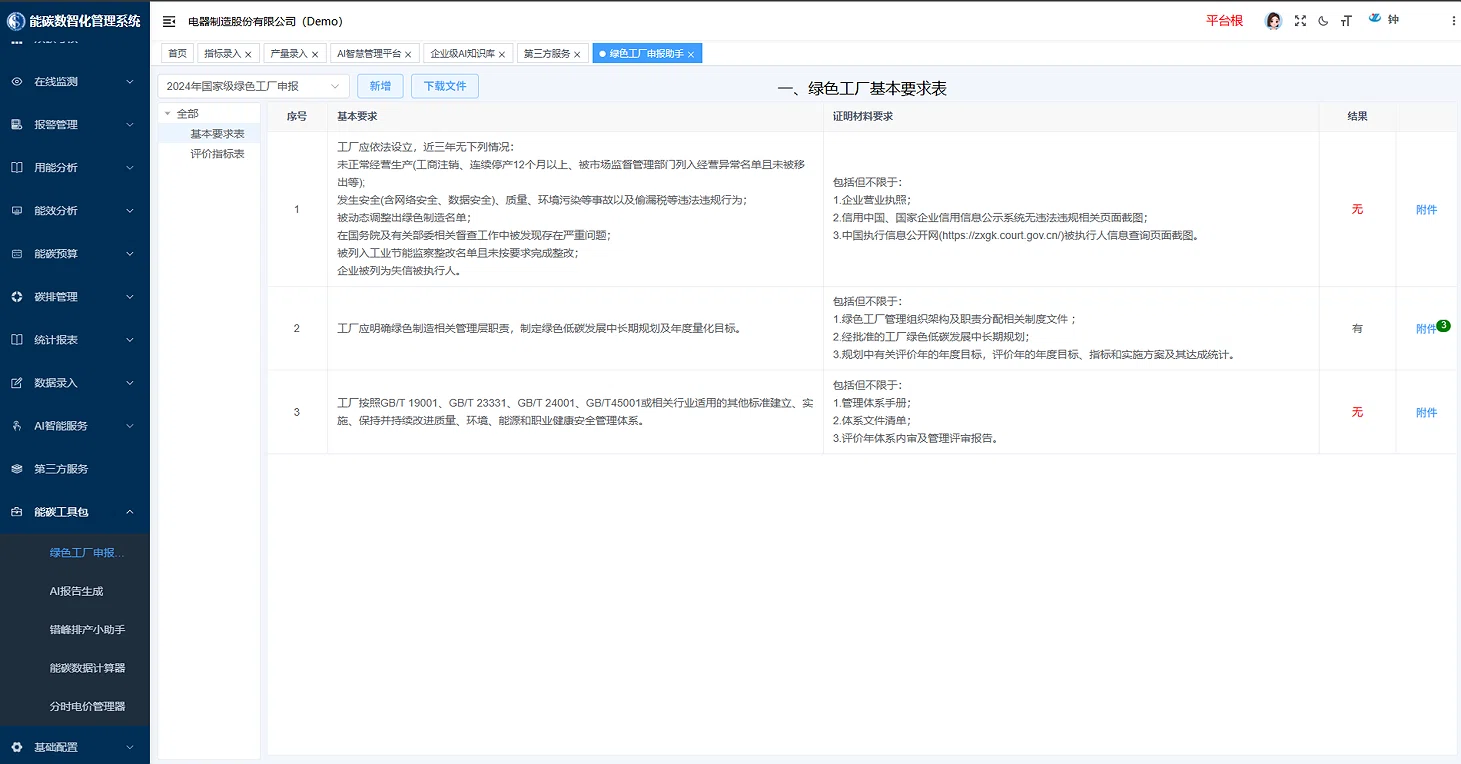 能碳数智化管理系统
电器制造股份有限公司（Demo）
平台根
钟
首页
指标录入 ×
产量录入 ×
AI智慧管理平台 ×
企业级AI知识库 ×
第三方服务 ×
绿色工厂申报助手 ×
在线监测
报警管理
用能分析
能效分析
能碳预算
碳排管理
统计报表
数据录入
AI智能服务
第三方服务
能碳工具包
绿色工厂申报...
AI报告生成
错峰排产小助手
能碳数据计算器
分时电价管理器
基础配置
2024年国家级绿色工厂申报
新增
下载文件
一、绿色工厂基本要求表
全部
基本要求表
评价指标表
序号
基本要求
证明材料要求
结果
1
工厂应依法设立，近三年无下列情况：
未正常经营生产(工商注销、连续停产12个月以上、被市场监督管理部门列入经营异常名单且未被移
出等);
发生安全(含网络安全、数据安全)、质量、环境污染等事故以及偷漏税等违法违规行为；
被动态调整出绿色制造名单；
在国务院及有关部委相关督查工作中被发现存在严重问题；
被列入工业节能监察整改名单且未按要求完成整改；
企业被列为失信被执行人。
包括但不限于：
1.企业营业执照；
2.信用中国、国家企业信用信息公示系统无违法违规相关页面截图；
3.中国执行信息公开网(https://zxgk.court.gov.cn/)被执行人信息查询页面截图。
无
附件
2
工厂应明确绿色制造相关管理层职责，制定绿色低碳发展中长期规划及年度量化目标。
包括但不限于：
1.绿色工厂管理组织架构及职责分配相关制度文件 ；
2.经批准的工厂绿色低碳发展中长期规划；
3.规划中有关评价年的年度目标，评价年的年度目标、指标和实施方案及其达成统计。
有
附件 3
3
工厂按照GB/T 19001、GB/T 23331、GB/T 24001、GB/T45001或相关行业适用的其他标准建立、实
施、保持并持续改进质量、环境、能源和职业健康安全管理体系。
包括但不限于：
1.管理体系手册；
2.体系文件清单；
3.评价年体系内审及管理评审报告。
无
附件